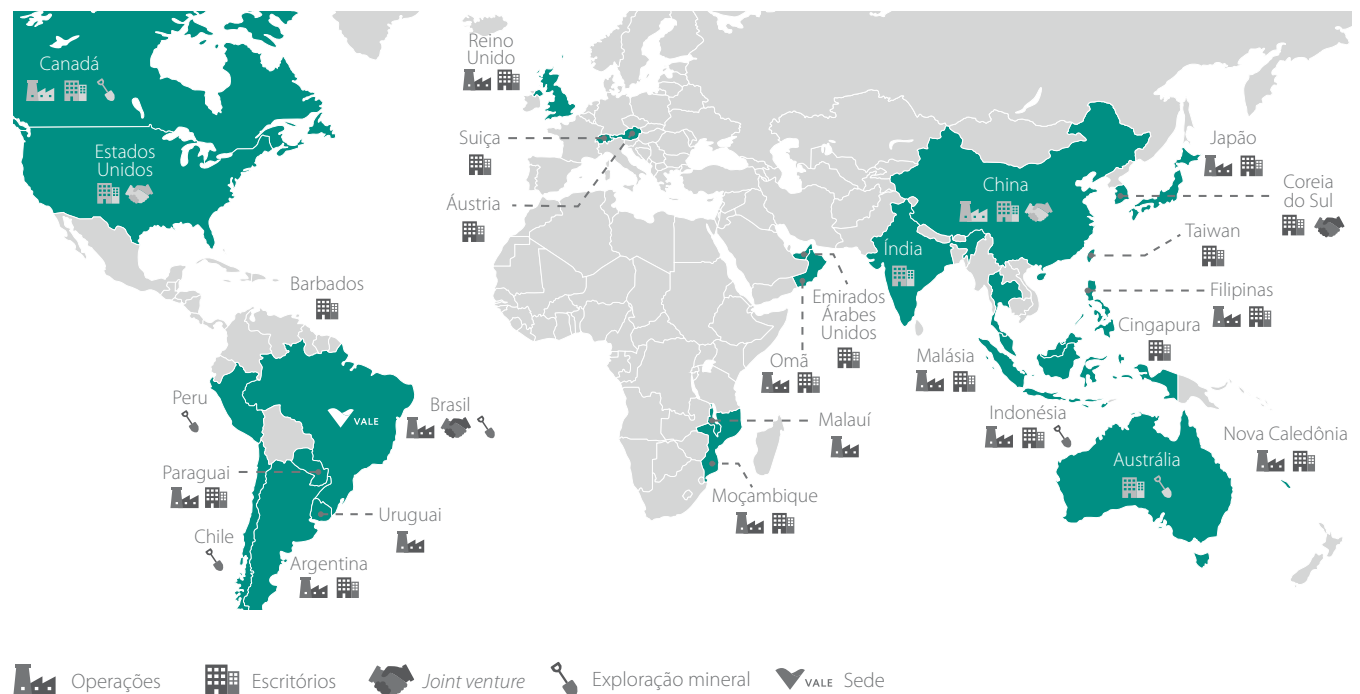 Canadá
Estados
Unidos
Reino
Unido
Suiça
Áustria
Barbados
Peru
VALE
Brasil
Paraguai
Uruguai
Chile
Argentina
China
Índia
Japão
Coreia
do Sul
Taiwan
Filipinas
Cingapura
Emirados
Árabes
Unidos
Omã
Malásia
Malauí
Moçambique
Indonésia
Austrália
Nova Caledônia
Operações
Escritórios
Joint venture
Exploração mineral
VALE Sede